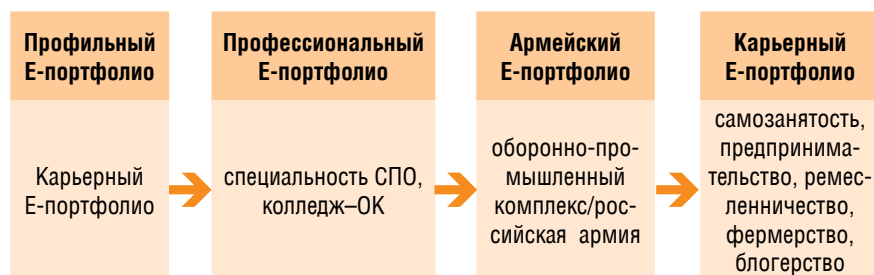 Профильный
Е-портфолио
Карьерный
Е-портфолио
Профессиональный
Е-портфолио
специальность СПО,
колледж–ОК
Армейский
Е-портфолио
оборонно-про-
мышленный
комплекс/рос-
сийская армия
Карьерный
Е-портфолио
самозанятость,
предпринима-
тельство, ремес-
ленничество,
фермерство,
блогерство